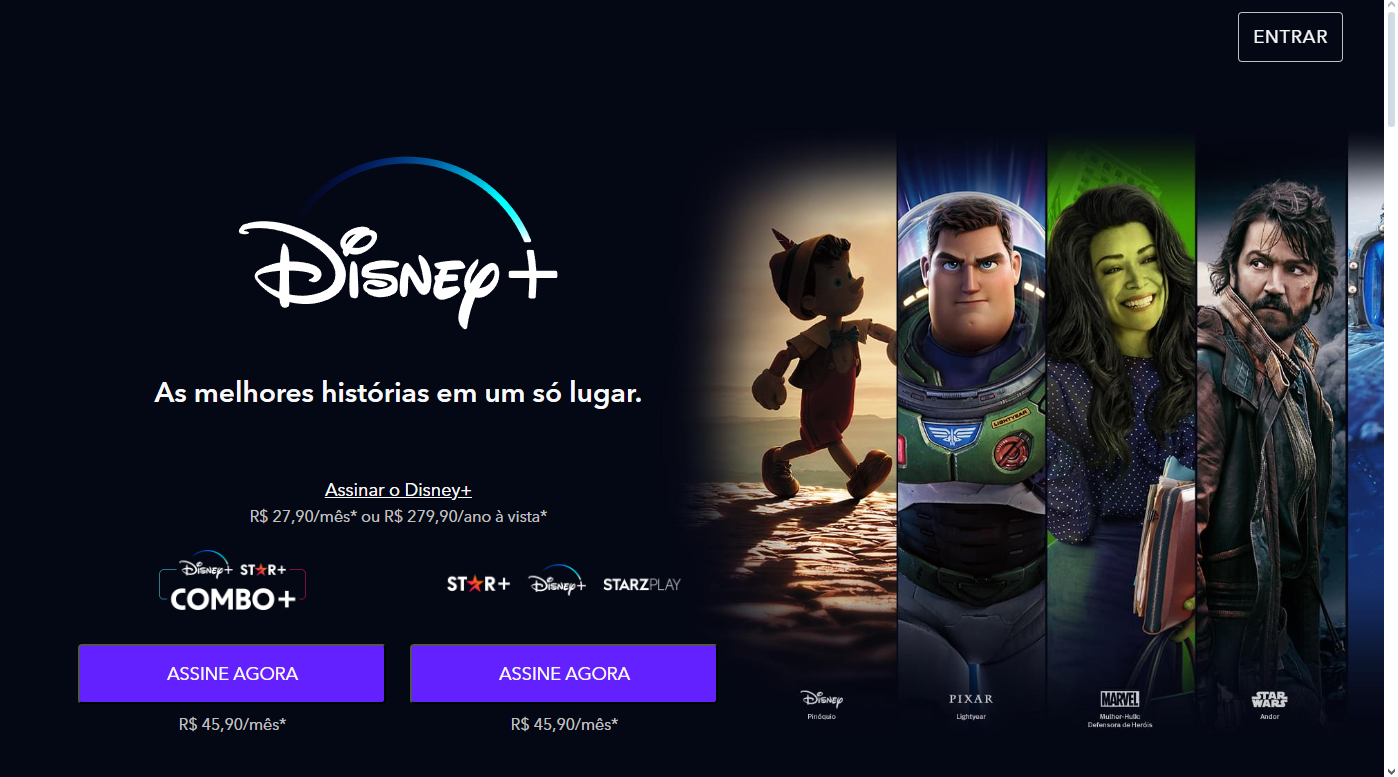 ENTRAR
Disney+
As melhores histórias em um só lugar.
Assinar o Disney+
R$ 27,90/mês* ou R$ 279,90/ano à vista*
Disney+ STAR+
COMBO+
STAR+ Disney+ STARZPLAY
ASSINE AGORA
R$ 45,90/mês*
ASSINE AGORA
R$ 45,90/mês*
LIGHTYEAR
Disney
Pinóquio
PIXAR
Lightyear
MARVEL
Mulher-Hulk:
Defensora de Heróis
STAR
WARS
Andor